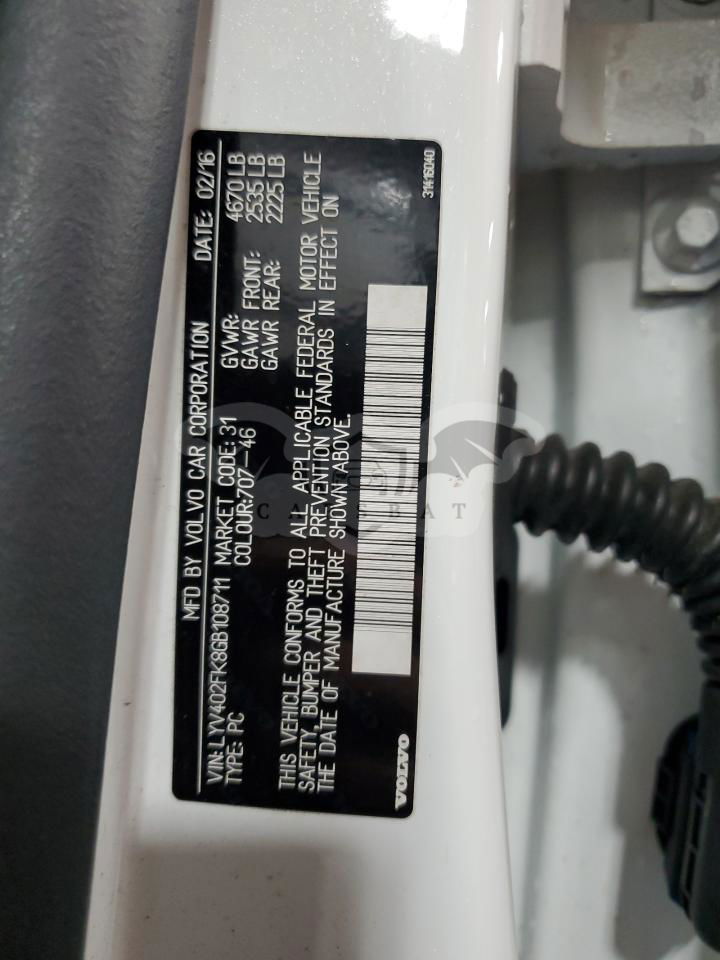 MFD BY VOLVO CAR CORPORATION DATE: 02/16
VIN: LYV402FK8GB108711 MARKET CODE: 31 GVWR: 4670 LB
TYPE: PC COLOUR:707-46 GAWR FRONT: 2535 LB
GAWR REAR: 2225 LB
THIS VEHICLE CONFORMS TO ALL APPLICABLE FEDERAL MOTOR VEHICLE
SAFETY, BUMPER AND THEFT PREVENTION STANDARDS IN EFFECT ON
THE DATE OF MANUFACTURE SHOWN ABOVE.
VOLVO
31416040